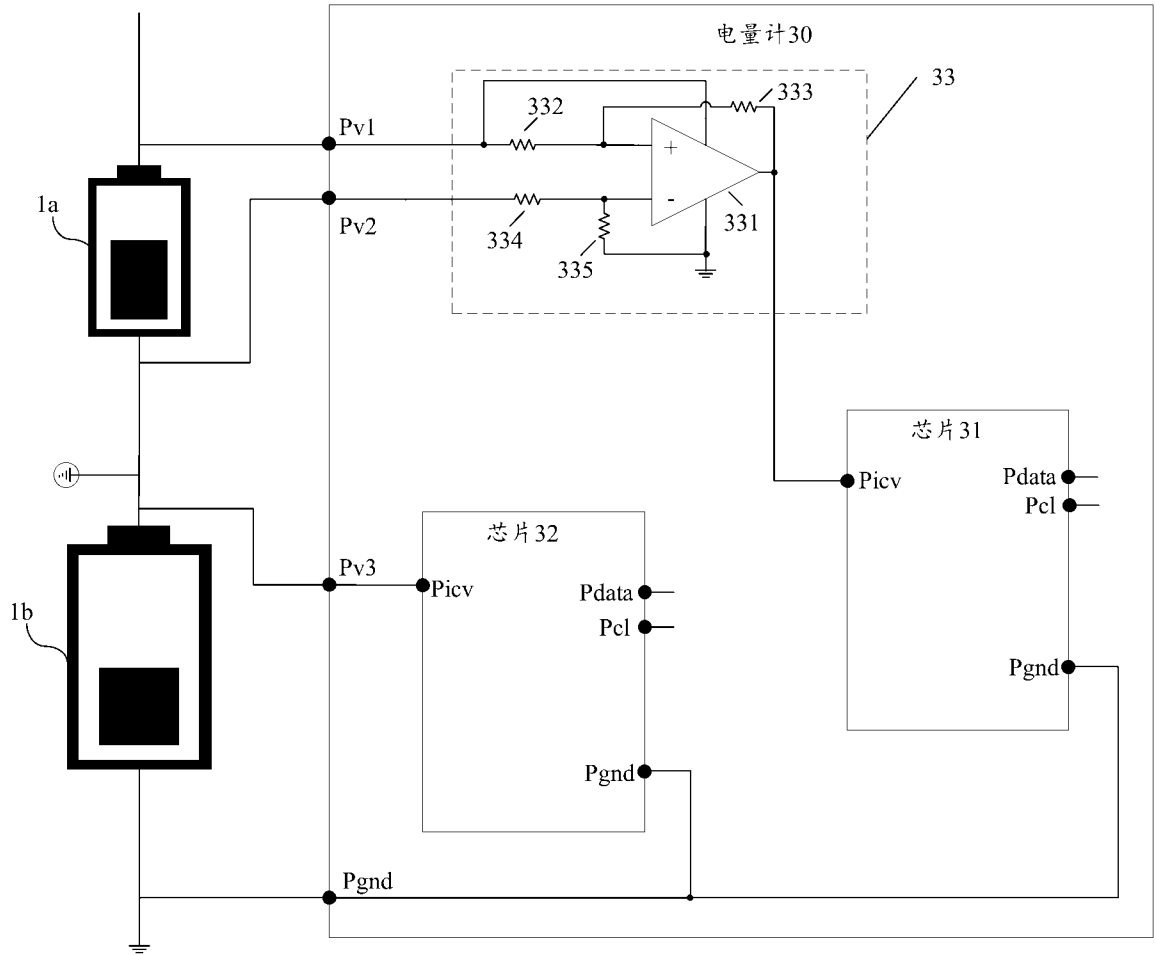 电量计30
33
332
333
Pv1
+
1a
Pv2
-
334
331
335
芯片31
Picv
Pdata
Pcl
芯片32
Pv3
Picv
Pdata
Pcl
1b
Pgnd
Pgnd
Pgnd